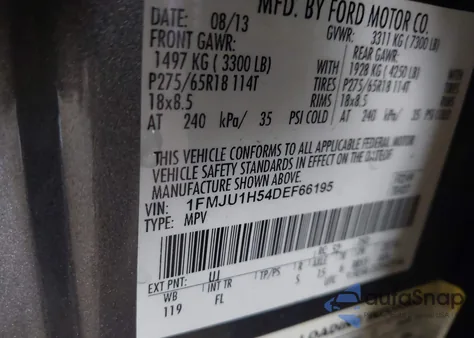 MFD. BY FORD MOTOR CO.
DATE: 08/13 GVWR: 3311 KG ( 7300 LB)
FRONT GAWR: REAR GAWR:
1497 KG ( 3300 LB) WITH 1928 KG ( 4250 LB)
P275/65R18 114T TIRES P275/65R18 114T
18x8.5 RIMS 18x8.5
AT 240 kPa/ 35 PSI COLD AT 240 kPa/ 35 PSI COLD
THIS VEHICLE CONFORMS TO ALL APPLICABLE FEDERAL MOTOR
VEHICLE SAFETY STANDARDS IN EFFECT ON THE DATE OF
MANUFACTURE SHOWN ABOVE.
VIN: 1FMJU1H54DEF66195
TYPE: MPV
EXT PNT: UJ
WB INT TR TP/PS R
119 FL
autoSnap